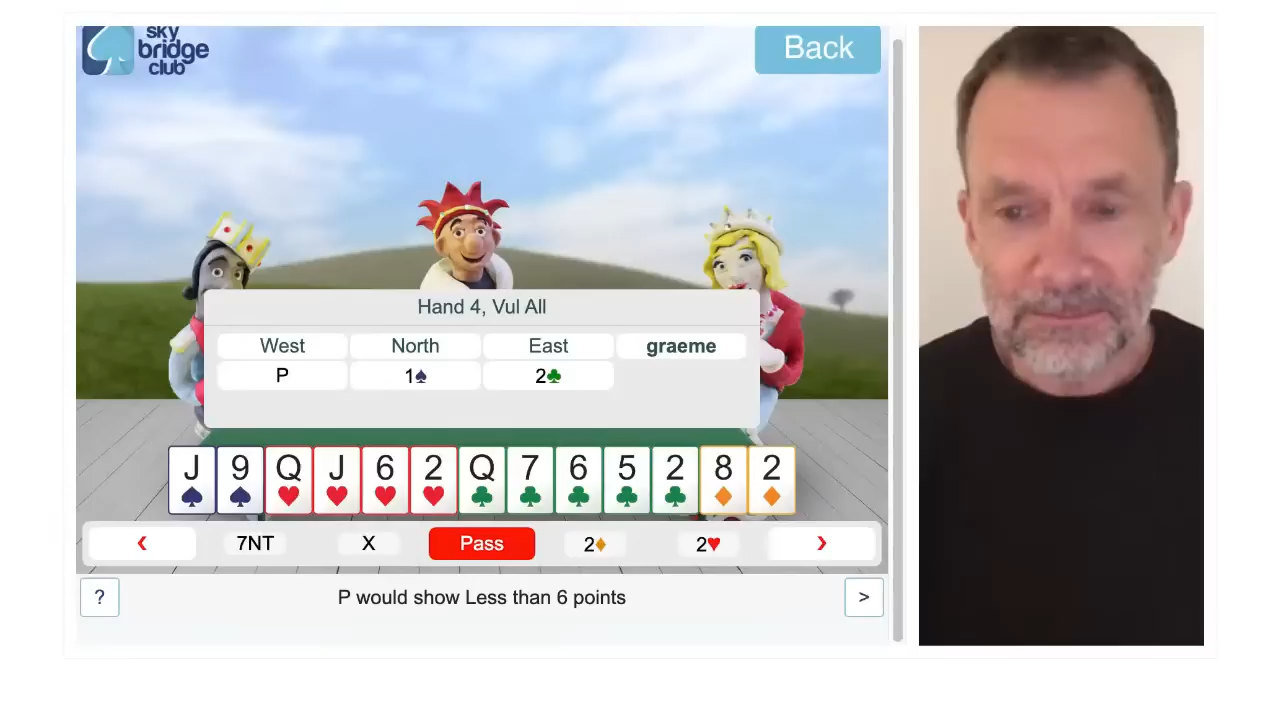 sky
bridge
club
Back
Hand 4, Vul All
West North East graeme
P 1♠ 2♣
J 9 Q J 6 2 Q 7 6 5 2 8 2
♠ ♠ ♥ ♥ ♥ ♥ ♣ ♣ ♣ ♣ ♣ ♦ ♦
‹ 7NT X Pass 2♦ 2♥ ›
? P would show Less than 6 points >